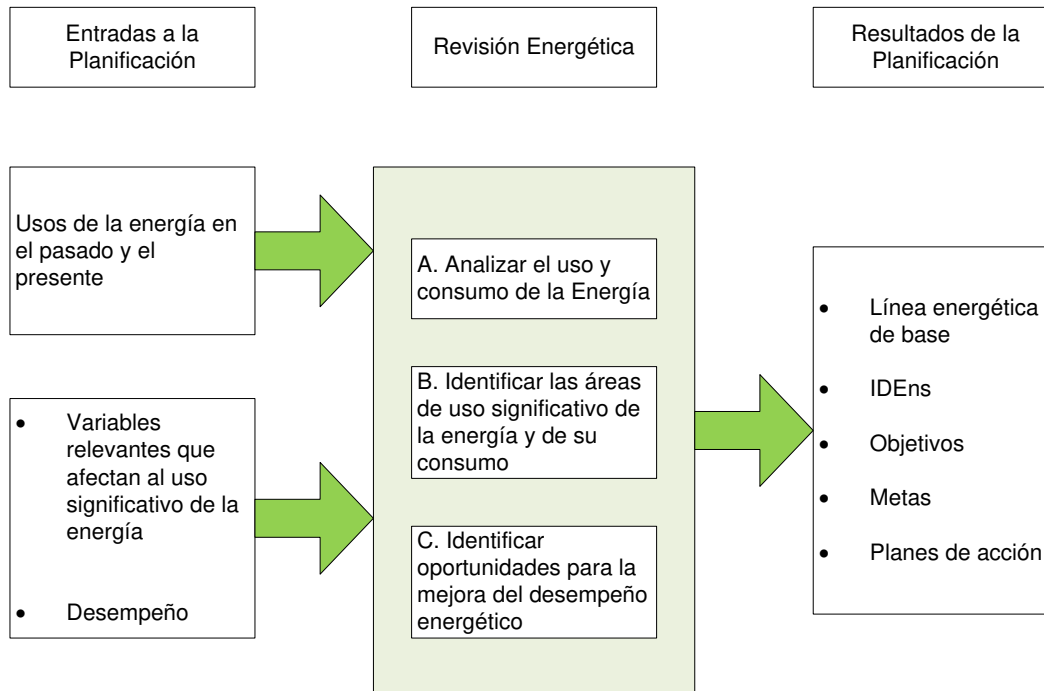 Entradas a la
Planificación
Revisión Energética
Resultados de la
Planificación
Usos de la energía en
el pasado y el
presente
• Variables
relevantes que
afectan al uso
significativo de la
energía
• Desempeño
A. Analizar el uso y
consumo de la Energía
B. Identificar las áreas
de uso significativo de
la energía y de su
consumo
C. Identificar
oportunidades para la
mejora del desempeño
energético
• Línea energética
de base
• IDEns
• Objetivos
• Metas
• Planes de acción